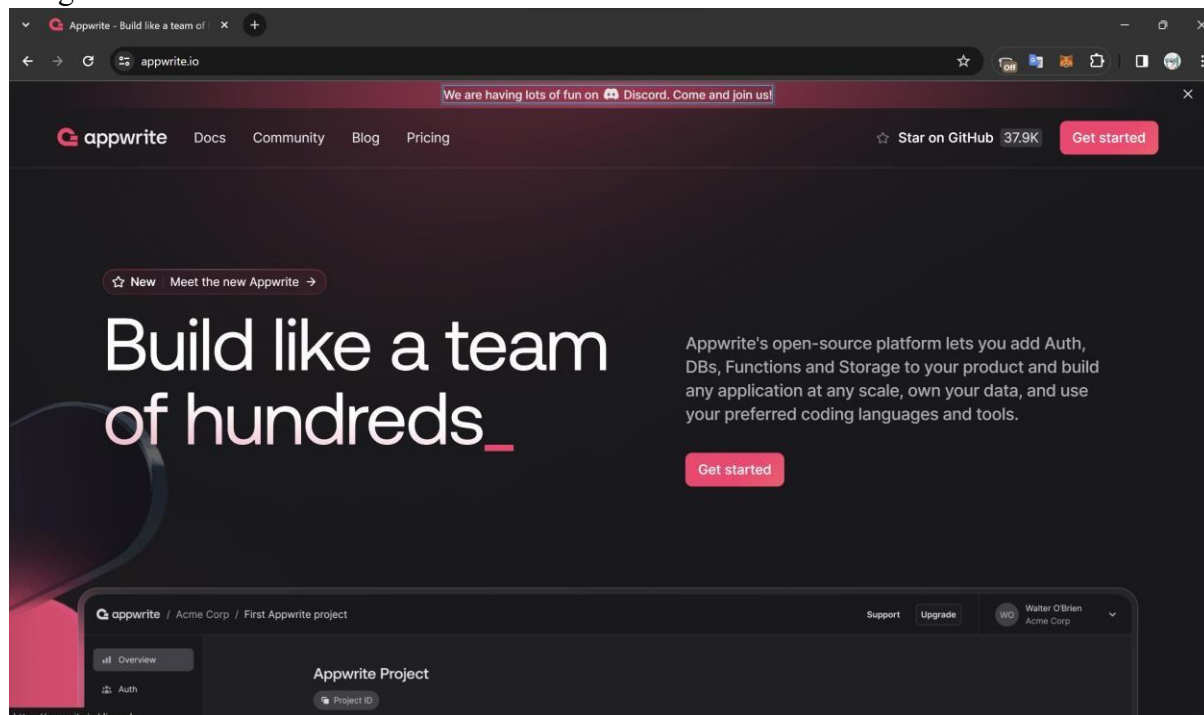 Appwrite - Build like a team of
appwrite.io
Off
We are having lots of fun on Discord. Come and join us!
appwrite Docs Community Blog Pricing Star on GitHub 37.9K Get started
New Meet the new Appwrite →
Build like a team
of hundreds_
Appwrite's open-source platform lets you add Auth,
DBs, Functions and Storage to your product and build
any application at any scale, own your data, and use
your preferred coding languages and tools.
Get started
appwrite / Acme Corp / First Appwrite project Support Upgrade WO Walter O'Brien
Acme Corp
Overview
Auth
Appwrite Project
Project ID